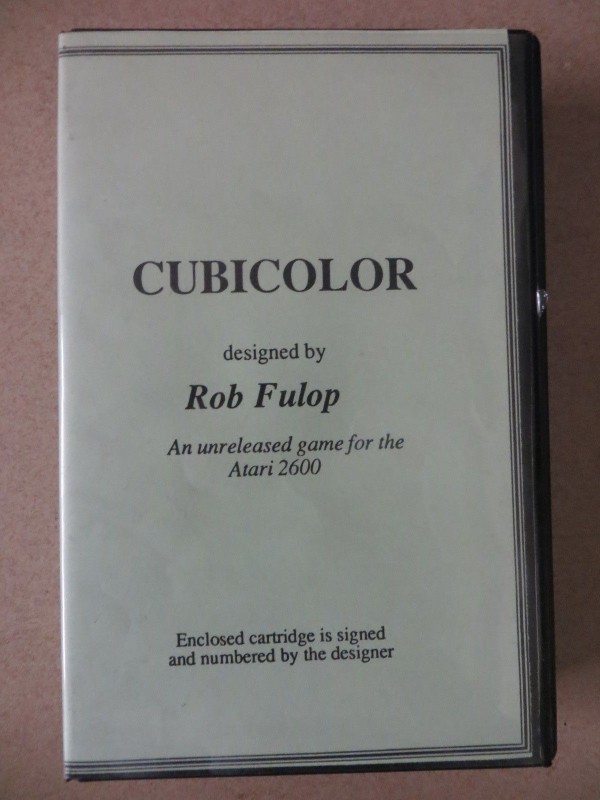 CUBICOLOR
designed by
Rob Fulop
An unreleased game for the
Atari 2600
Enclosed cartridge is signed
and numbered by the designer